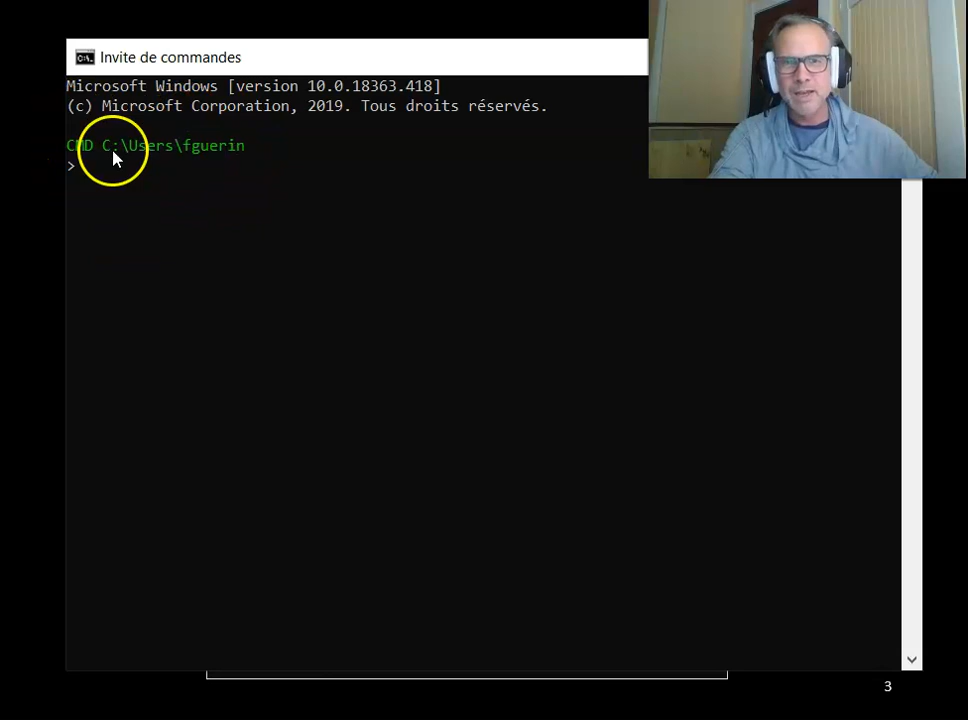 Invite de commandes
Microsoft Windows [version 10.0.18363.418]
(c) Microsoft Corporation, 2019. Tous droits réservés.
CMD C:\Users\fguerin
>
3